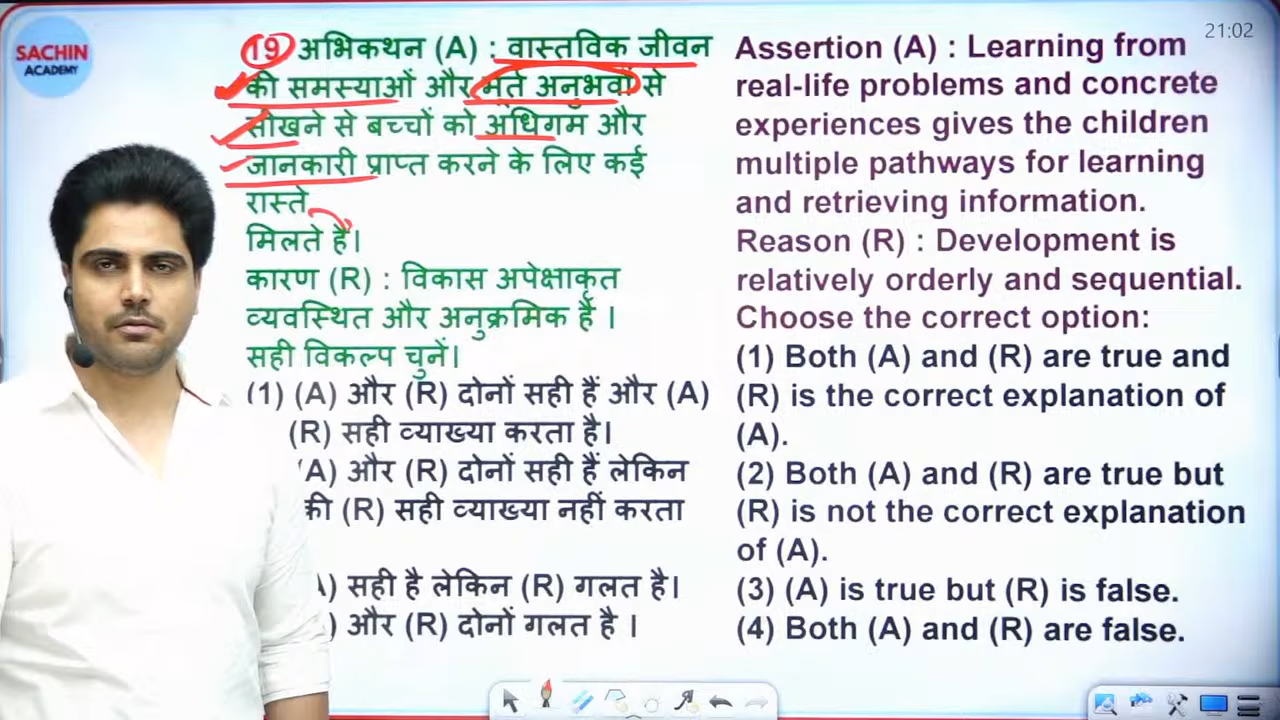 SACHIN
ACADEMY
19 अभिकथन (A) : वास्तविक जीवन
की समस्याओं और मूर्त अनुभवों से
सीखने से बच्चों को अधिगम और
जानकारी प्राप्त करने के लिए कई
रास्ते
मिलते हैं।
कारण (R) : विकास अपेक्षाकृत
व्यवस्थित और अनुक्रमिक है ।
सही विकल्प चुनें।
(1) (A) और (R) दोनों सही हैं और (A)
(R) सही व्याख्या करता है।
(A) और (R) दोनों सही हैं लेकिन
की (R) सही व्याख्या नहीं करता
A) सही है लेकिन (R) गलत है।
) और (R) दोनों गलत है ।
21:02
Assertion (A) : Learning from
real-life problems and concrete
experiences gives the children
multiple pathways for learning
and retrieving information.
Reason (R) : Development is
relatively orderly and sequential.
Choose the correct option:
(1) Both (A) and (R) are true and
(R) is the correct explanation of
(A).
(2) Both (A) and (R) are true but
(R) is not the correct explanation
of (A).
(3) (A) is true but (R) is false.
(4) Both (A) and (R) are false.